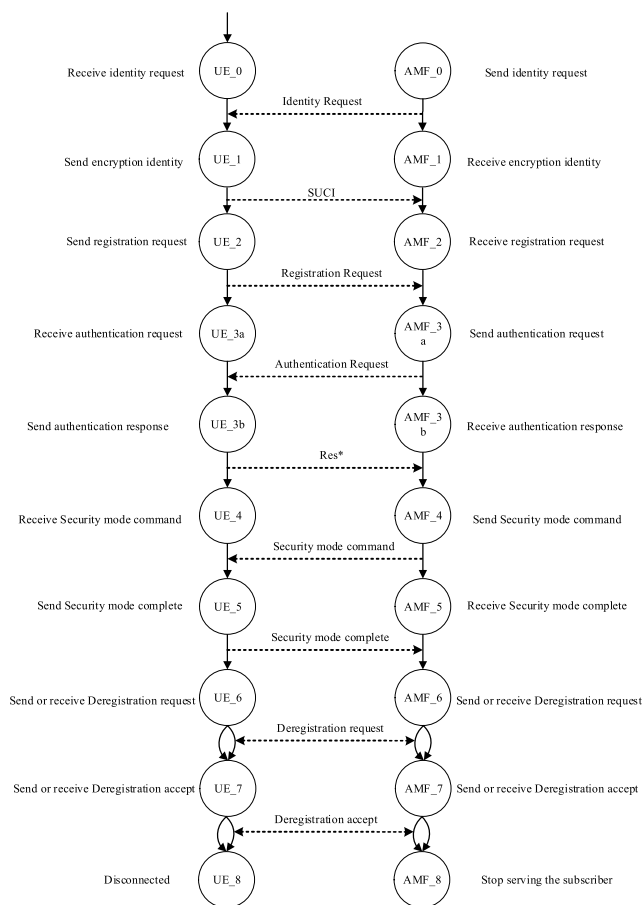 Receive identity request
UE_0
AMF_0
Send identity request
Identity Request
Send encryption identity
UE_1
AMF_1
Receive encryption identity
SUCI
Send registration request
UE_2
AMF_2
Receive registration request
Registration Request
Receive authentication request
UE_3a
AMF_3
a
Send authentication request
Authentication Request
Send authentication response
UE_3b
AMF_3
b
Receive authentication response
Res*
Receive Security mode command
UE_4
AMF_4
Send Security mode command
Security mode command
Send Security mode complete
UE_5
AMF_5
Receive Security mode complete
Security mode complete
Send or receive Deregistration request
UE_6
AMF_6
Send or receive Deregistration request
Deregistration request
Send or receive Deregistration accept
UE_7
AMF_7
Send or receive Deregistration accept
Deregistration accept
Disconnected
UE_8
AMF_8
Stop serving the subscriber